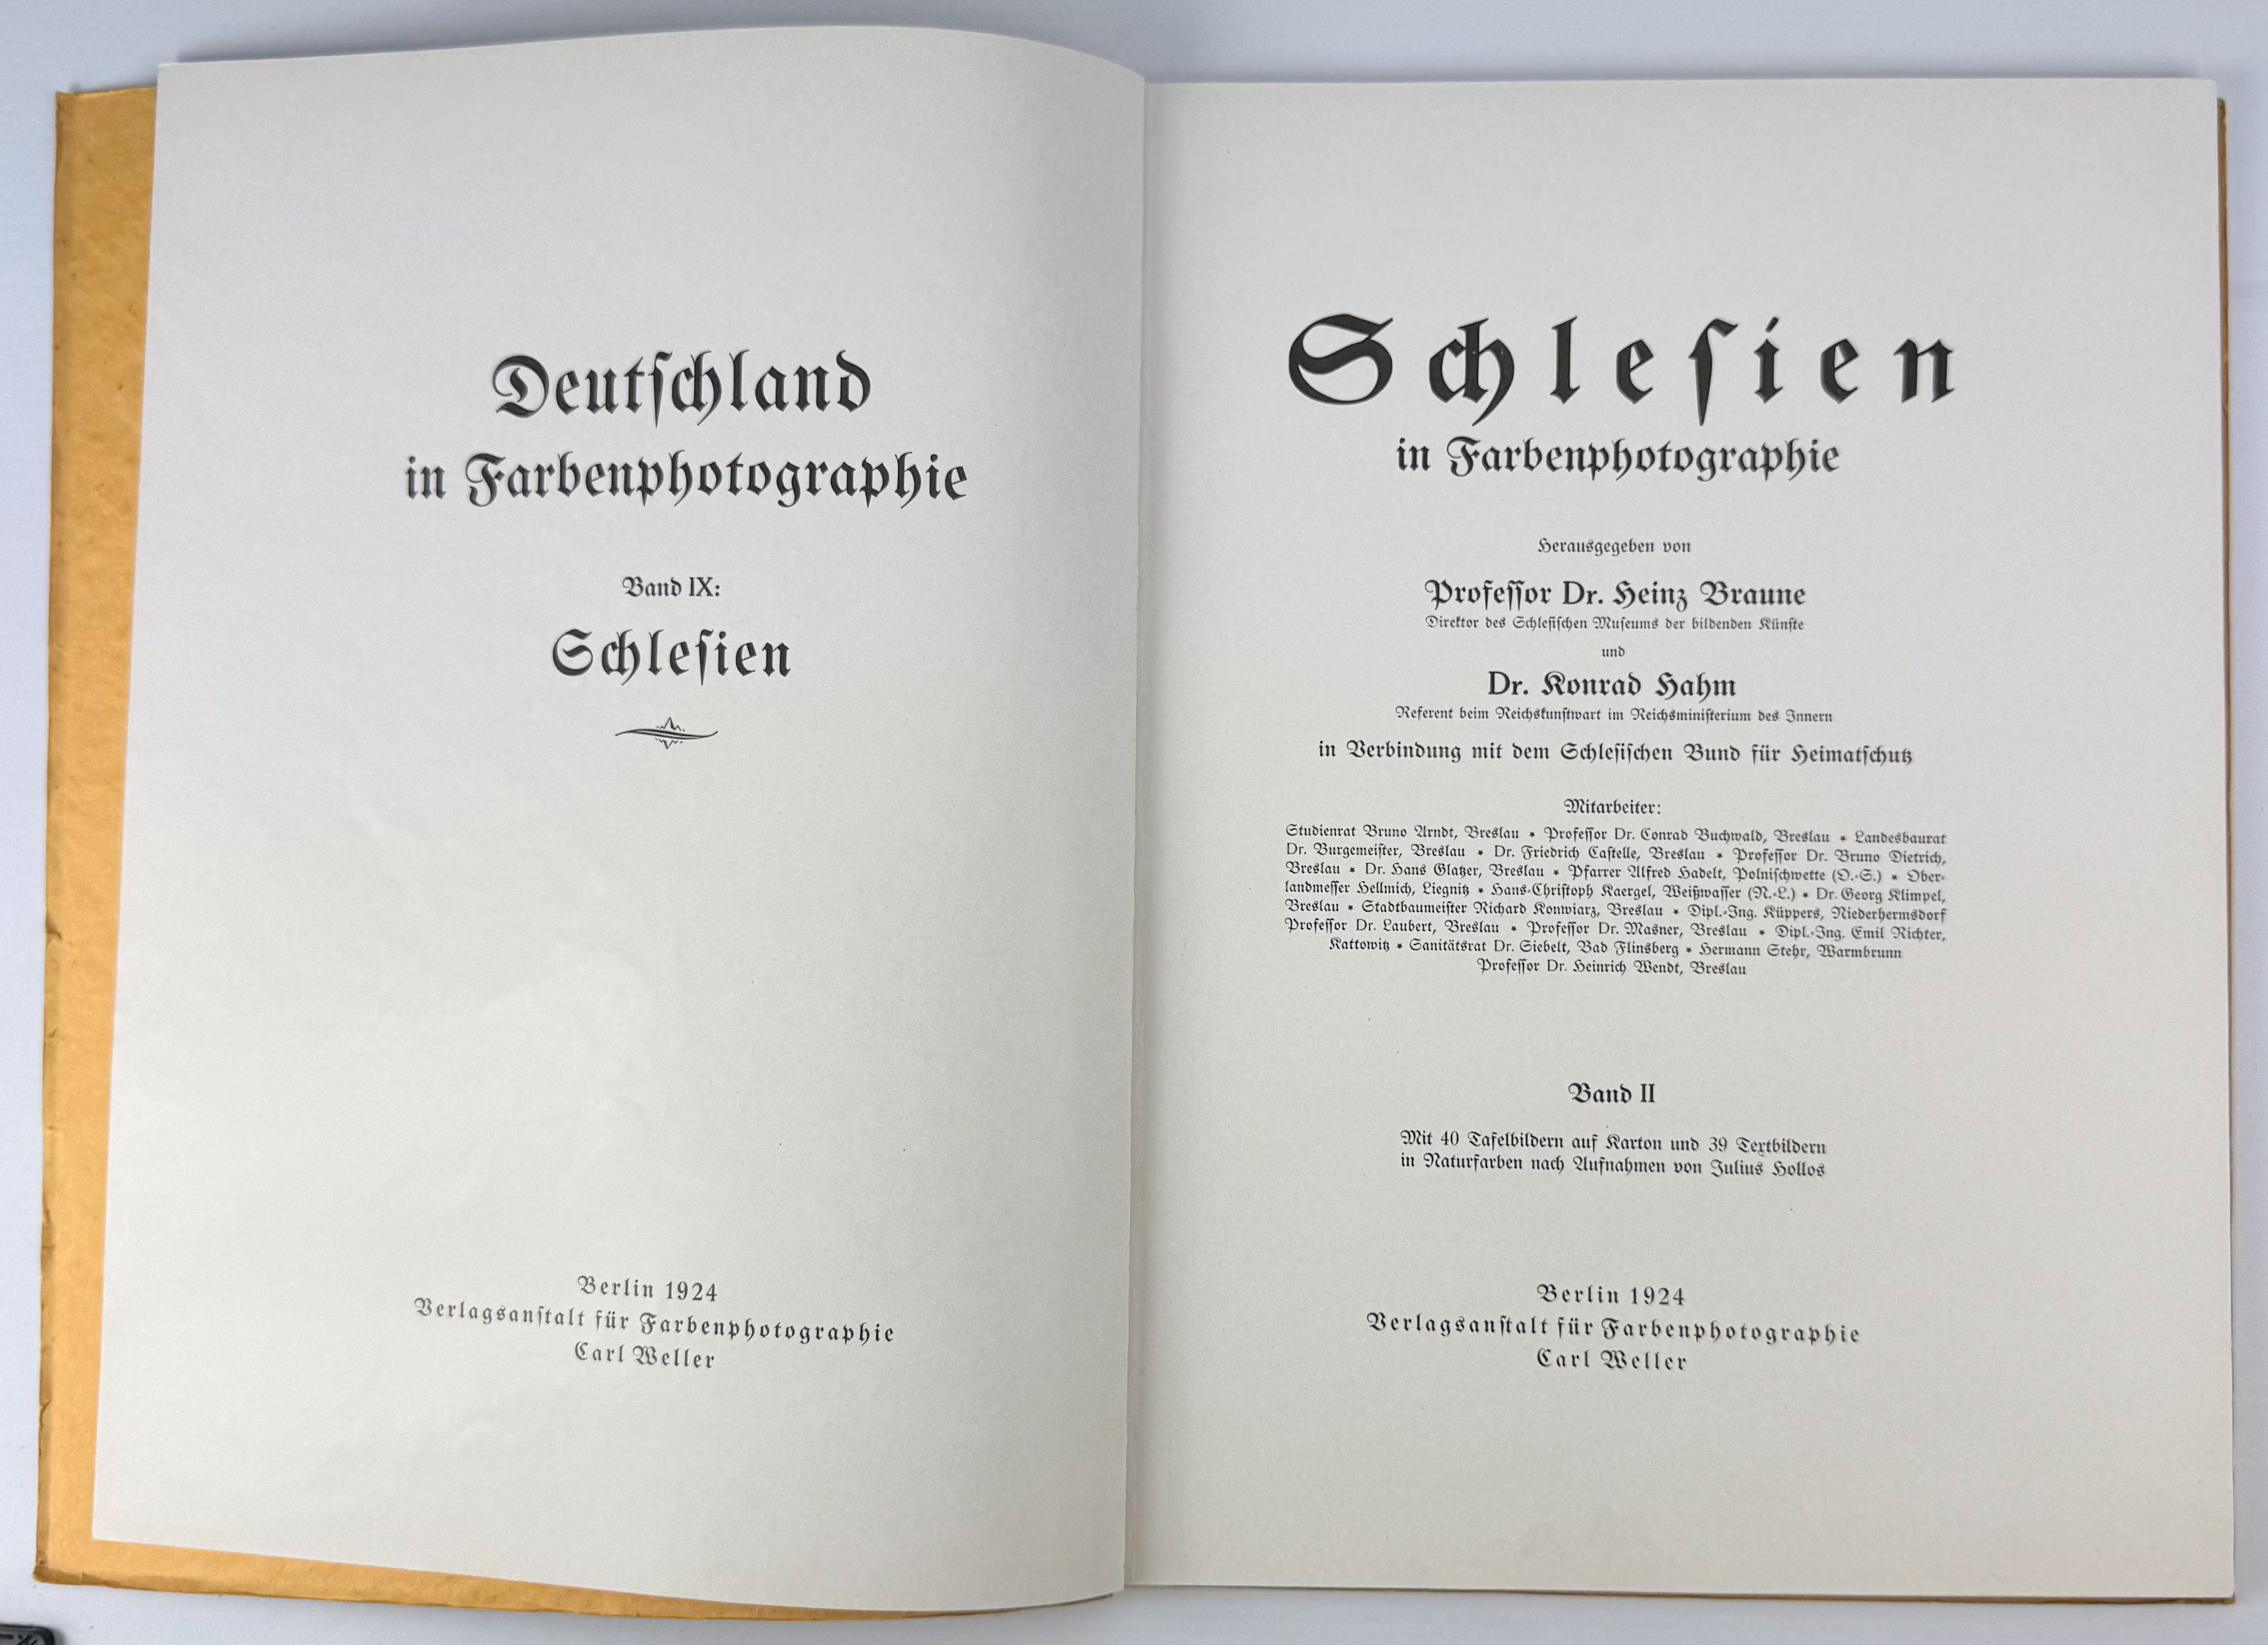 Deutschland
in Farbenphotographie
Band IX:
Schlesien
Berlin 1924
Verlagsanstalt für Farbenphotographie
Carl Weller
Schlesien
in Farbenphotographie
Herausgegeben von
Professor Dr. Heinz Braune
Direktor des Schlesischen Museums der bildenden Künste
und
Dr. Konrad Hahm
Referent beim Reichskunstwart im Reichsministerium des Innern
in Verbindung mit dem Schlesischen Bund für Heimatschutz
Mitarbeiter:
Studienrat Bruno Arndt, Breslau * Professor Dr. Conrad Buchwald, Breslau * Landesbaurat
Dr. Burgemeister, Breslau * Dr. Friedrich Castelle, Breslau * Professor Dr. Bruno Dietrich,
Breslau * Dr. Hans Glatzer, Breslau * Pfarrer Alfred Hadelt, Polnischwette (O.-S.) * Ober-
landmesser Hellmich, Liegnitz * Hans-Christoph Kaergel, Weißwasser (N.-L.) * Dr. Georg Klimpel,
Breslau * Stadtbaumeister Richard Konwiarz, Breslau * Dipl.-Ing. Küppers, Niederhermsdorf
Professor Dr. Laubert, Breslau * Professor Dr. Masner, Breslau * Dipl.-Ing. Emil Richter,
Kattowitz * Sanitätsrat Dr. Siebelt, Bad Flinsberg * Hermann Stehr, Warmbrunn
Professor Dr. Heinrich Wendt, Breslau
Band II
Mit 40 Tafelbildern auf Karton und 39 Textbildern
in Naturfarben nach Aufnahmen von Julius Hollos
Berlin 1924
Verlagsanstalt für Farbenphotographie
Carl Weller